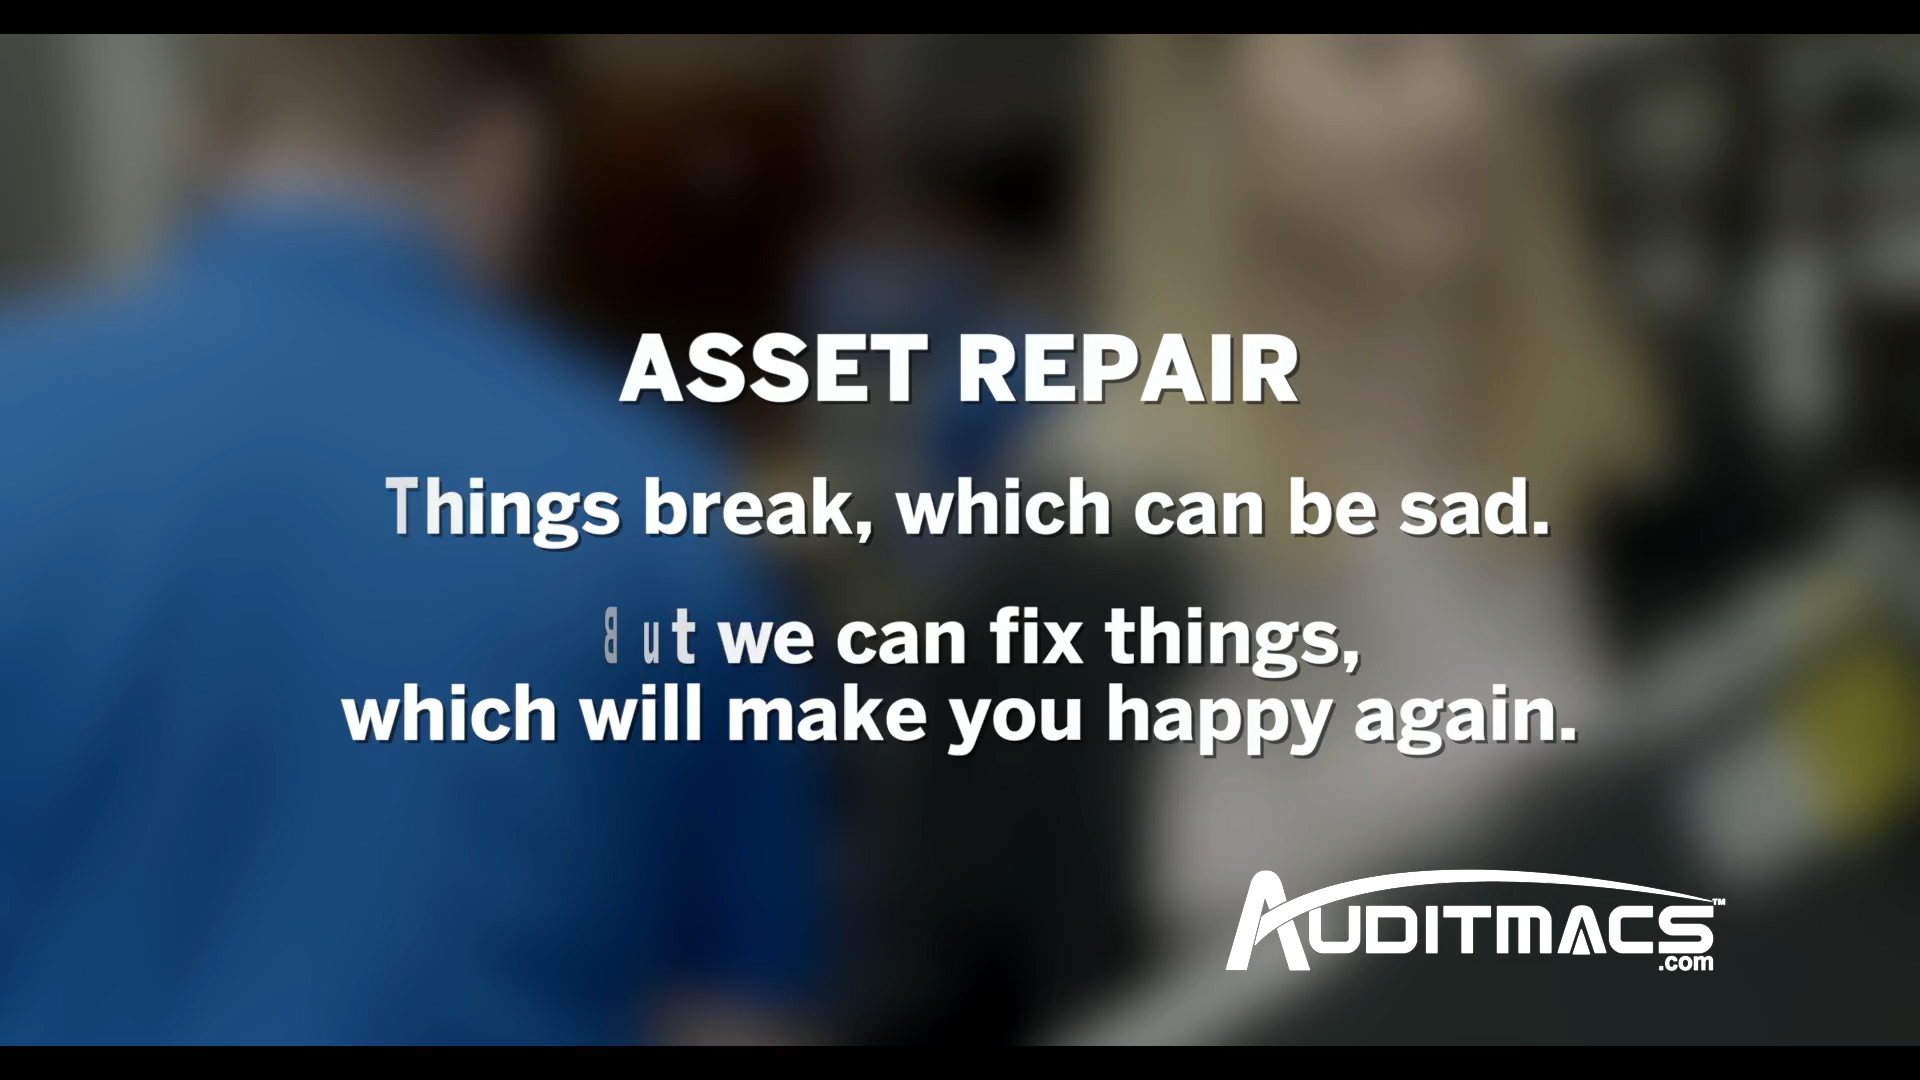 ASSET REPAIR
Things break, which can be sad.
But we can fix things,
which will make you happy again.
AUDITMACS™
.com